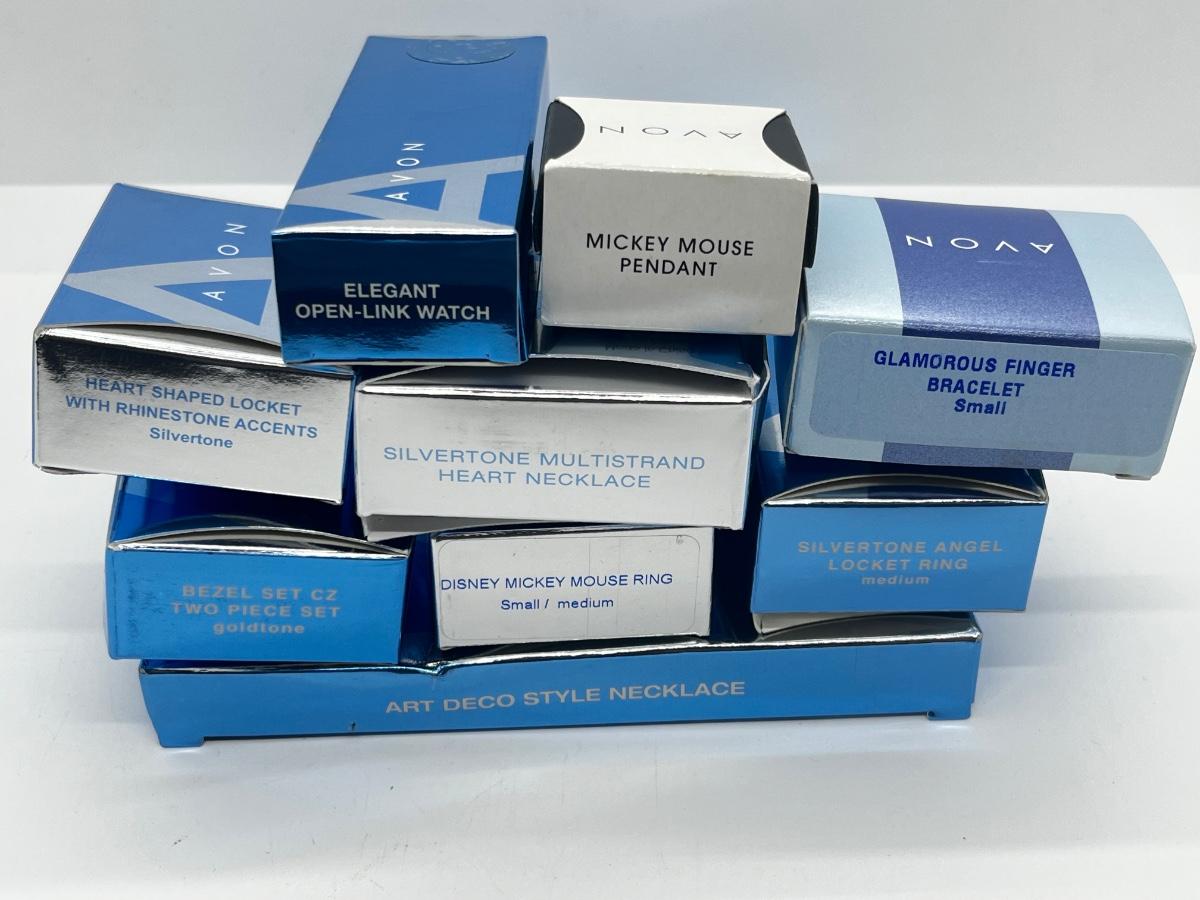 AVON
ELEGANT
OPEN-LINK WATCH
AVON
MICKEY MOUSE
PENDANT
AVON
HEART SHAPED LOCKET
WITH RHINESTONE ACCENTS
Silvertone
AVON
GLAMOROUS FINGER
BRACELET
Small
SILVERTONE MULTISTRAND
HEART NECKLACE
BEZEL SET CZ
TWO PIECE SET
goldtone
DISNEY MICKEY MOUSE RING
Small / medium
SILVERTONE ANGEL
LOCKET RING
medium
ART DECO STYLE NECKLACE